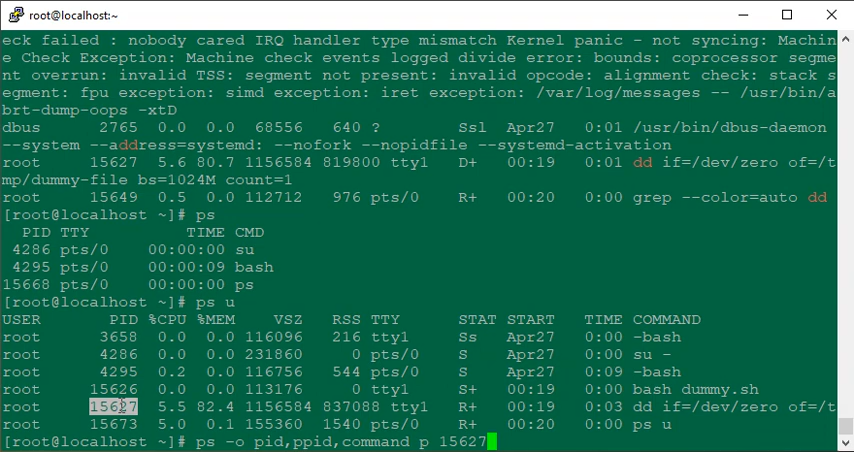 root@localhost:~
eck failed : nobody cared IRQ handler type mismatch Kernel panic - not syncing: Machin
e Check Exception: Machine check events logged divide error: bounds: coprocessor segme
nt overrun: invalid TSS: segment not present: invalid opcode: alignment check: stack s
egment: fpu exception: simd exception: iret exception: /var/log/messages -- /usr/bin/a
brt-dump-oops -xtD
dbus 2765 0.0 0.0 68556 640 ? Ssl Apr27 0:01 /usr/bin/dbus-daemon
--system --address=systemd: --nofork --nopidfile --systemd-activation
root 15627 5.6 80.7 1156584 819800 tty1 D+ 00:19 0:01 dd if=/dev/zero of=/t
mp/dummy-file bs=1024M count=1
root 15649 0.5 0.0 112712 976 pts/0 R+ 00:20 0:00 grep --color=auto dd
[root@localhost ~]# ps
PID TTY TIME CMD
4286 pts/0 00:00:00 su
4295 pts/0 00:00:09 bash
15668 pts/0 00:00:00 ps
[root@localhost ~]# ps u
USER PID %CPU %MEM VSZ RSS TTY STAT START TIME COMMAND
root 3658 0.0 0.0 116096 216 tty1 Ss Apr27 0:00 -bash
root 4286 0.0 0.0 231860 0 pts/0 S Apr27 0:00 su -
root 4295 0.2 0.0 116756 544 pts/0 S Apr27 0:09 -bash
root 15626 0.0 0.0 113176 0 tty1 S+ 00:19 0:00 bash dummy.sh
root 15627 5.5 82.4 1156584 837088 tty1 R+ 00:19 0:03 dd if=/dev/zero of=/t
root 15673 5.0 0.1 155360 1540 pts/0 R+ 00:20 0:00 ps u
[root@localhost ~]# ps -o pid,ppid,command p 15627